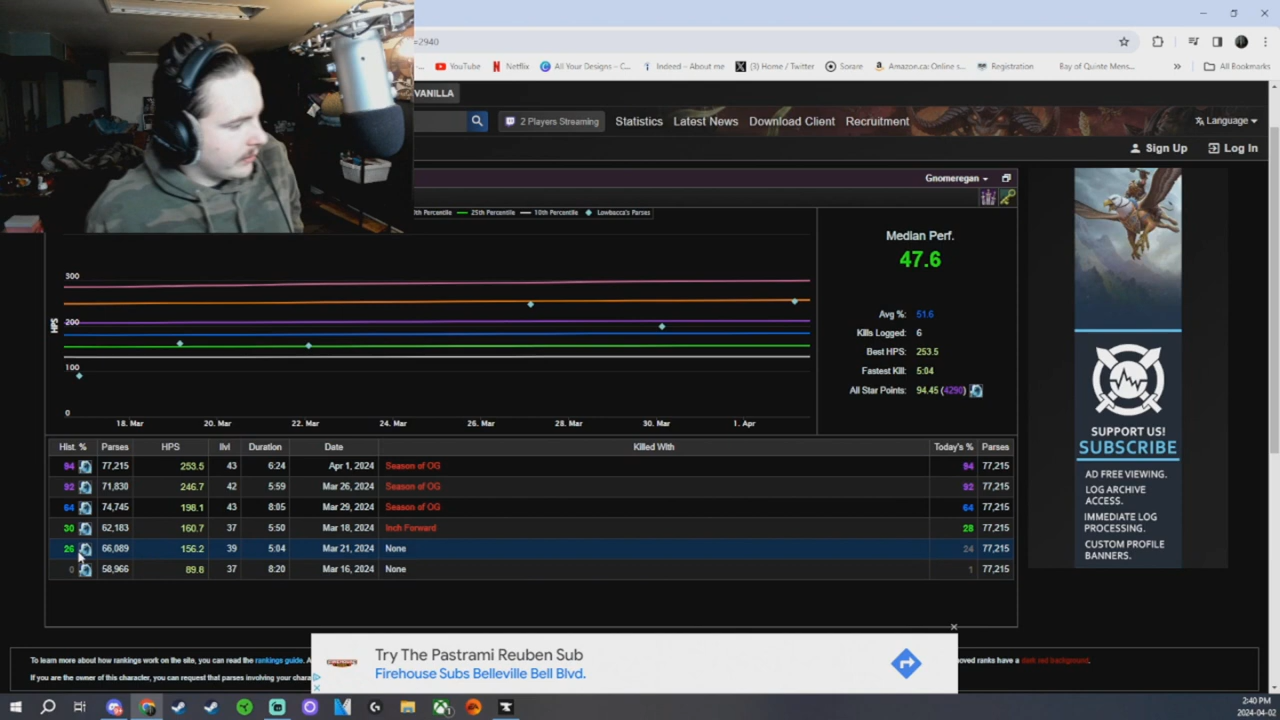 =2940
YouTube Netflix All Your Designs – C... Indeed – About me (3) Home / Twitter Sorare Amazon.ca: Online s... Registration Bay of Quinte Mens... » All Bookmarks
VANILLA
2 Players Streaming Statistics Latest News Download Client Recruitment Language
Sign Up Log In
Gnomeregan
th Percentile 25th Percentile 10th Percentile Lowbacca's Parses
HPS
300
200
100
0
18. Mar 20. Mar 22. Mar 24. Mar 26. Mar 28. Mar 30. Mar 1. Apr
Median Perf.
47.6
Avg %: 51.6
Kills Logged: 6
Best HPS: 253.5
Fastest Kill: 5:04
All Star Points: 94.45 (4290)
Hist. % Parses HPS Ilvl Duration Date Killed With Today's % Parses
94 77,215 253.5 43 6:24 Apr 1, 2024 Season of OG 94 77,215
92 71,830 246.7 42 5:59 Mar 26, 2024 Season of OG 92 77,215
64 74,745 198.1 43 8:05 Mar 29, 2024 Season of OG 64 77,215
30 62,183 160.7 37 5:50 Mar 18, 2024 Inch Forward 28 77,215
26 66,089 156.2 39 5:04 Mar 21, 2024 None 24 77,215
0 58,966 89.8 37 8:20 Mar 16, 2024 None 1 77,215
SUPPORT US!
SUBSCRIBE
AD FREE VIEWING.
LOG ARCHIVE
ACCESS.
IMMEDIATE LOG
PROCESSING.
CUSTOM PROFILE
BANNERS.
To learn more about how rankings work on the site, you can read the rankings guide. A
oved ranks have a dark red background.
If you are the owner of this character, you can request that parses involving your chara
Try The Pastrami Reuben Sub
Firehouse Subs Belleville Bell Blvd.
2:40 PM
2024-04-02